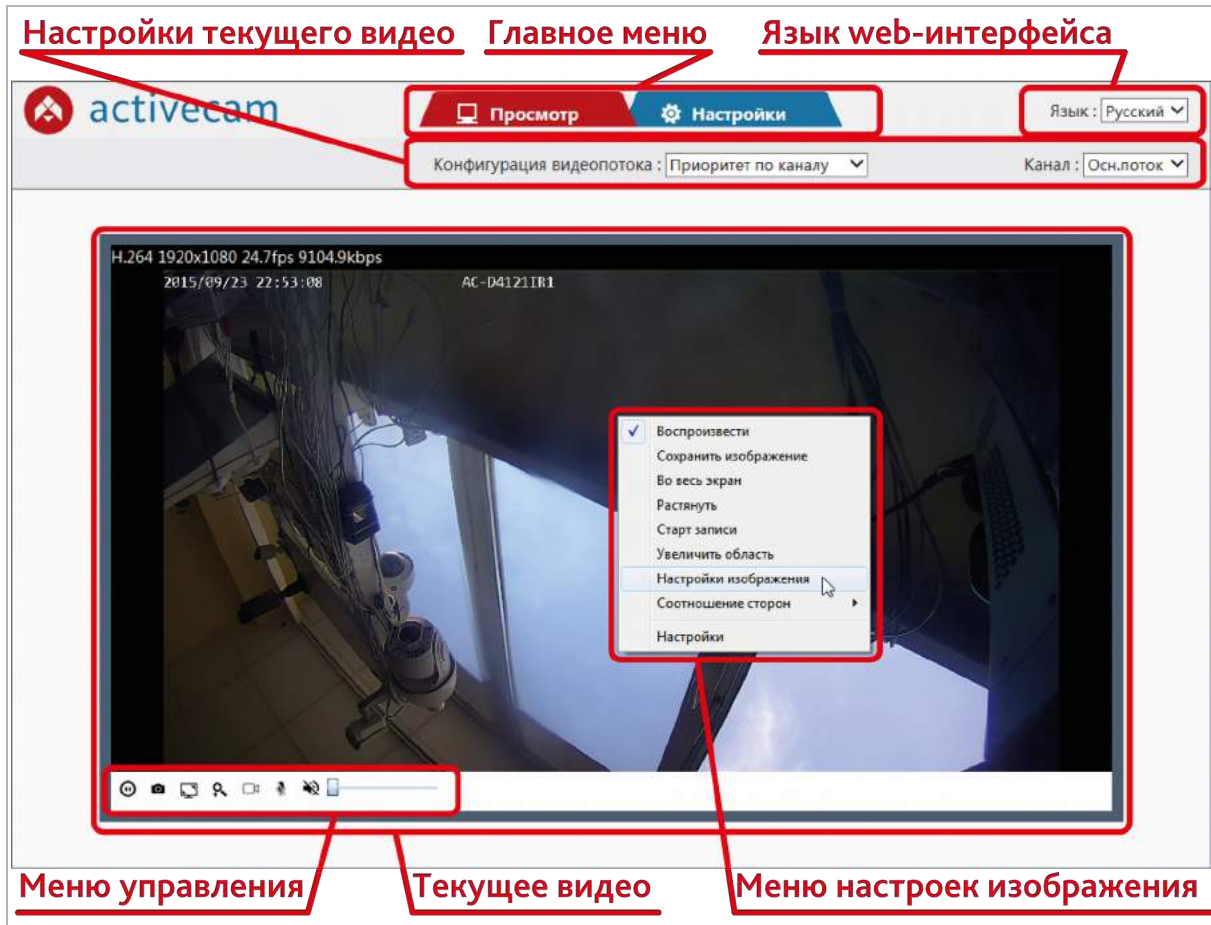 Настройки текущего видео Главное меню Язык web-интерфейса
activecam
Просмотр
Настройки
Язык : Русский
Конфигурация видеопотока : Приоритет по каналу
Канал : Осн.поток
H.264 1920x1080 24.7fps 9104.9kbps
2015/09/23 22:53:08 AC-D4121IR1
Воспроизвести
Сохранить изображение
Во весь экран
Растянуть
Старт записи
Увеличить область
Настройки изображения
Соотношение сторон
Настройки
Меню управления Текущее видео Меню настроек изображения